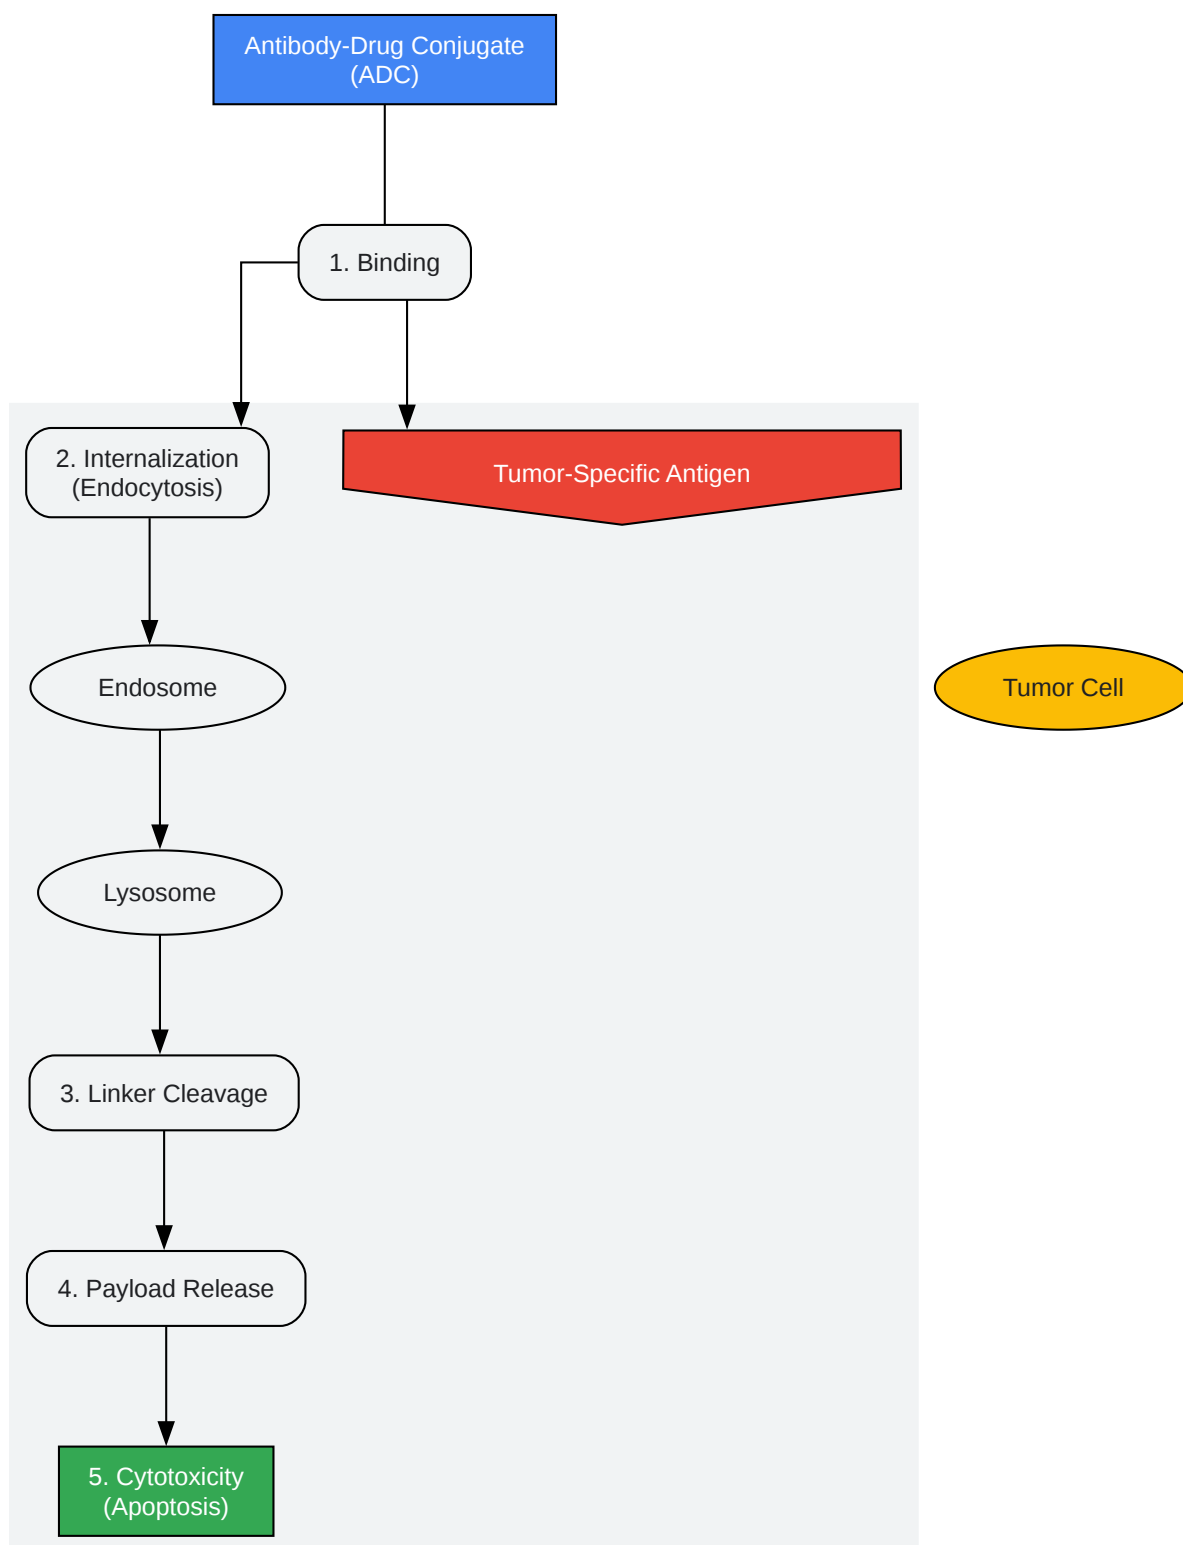 Antibody-Drug Conjugate
(ADC)
1. Binding
2. Internalization
(Endocytosis)
Tumor-Specific Antigen
Endosome
Tumor Cell
Lysosome
3. Linker Cleavage
4. Payload Release
5. Cytotoxicity
(Apoptosis)